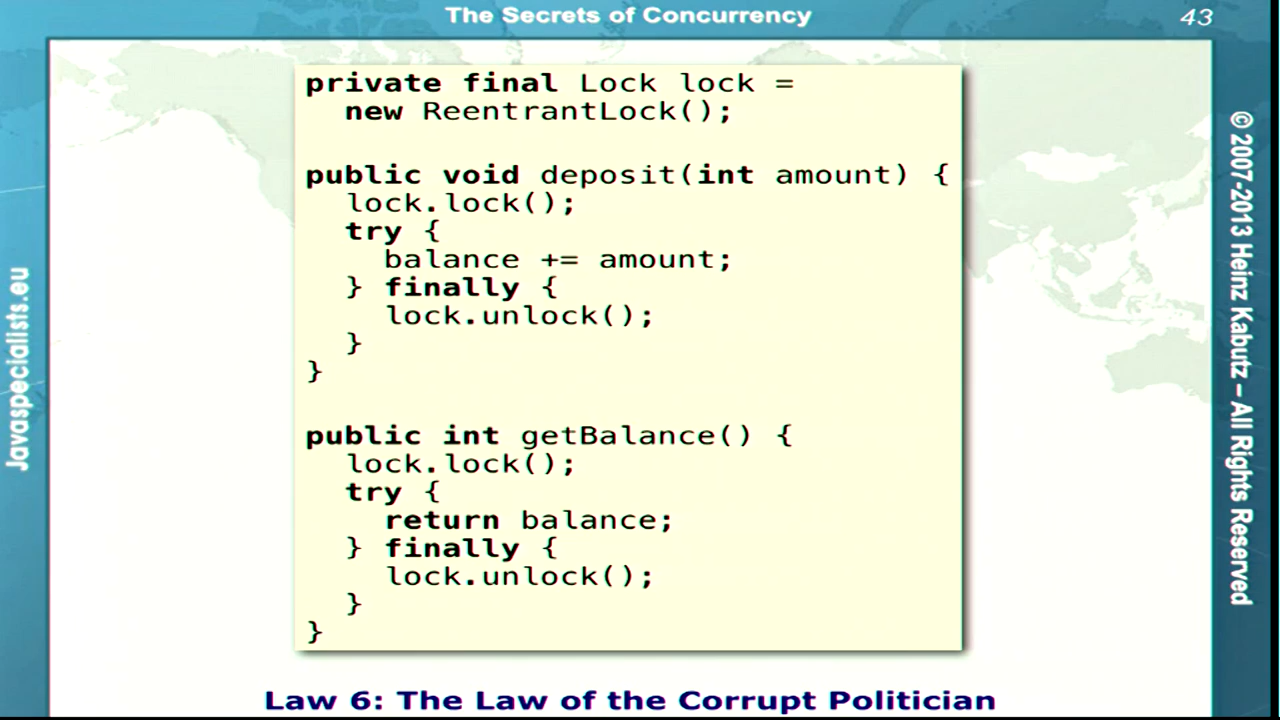 The Secrets of Concurrency
43
private final Lock lock =
  new ReentrantLock();

public void deposit(int amount) {
  lock.lock();
  try {
    balance += amount;
  } finally {
    lock.unlock();
  }
}

public int getBalance() {
  lock.lock();
  try {
    return balance;
  } finally {
    lock.unlock();
  }
}
Law 6: The Law of the Corrupt Politician
Javaspecialists.eu
© 2007-2013 Heinz Kabutz – All Rights Reserved